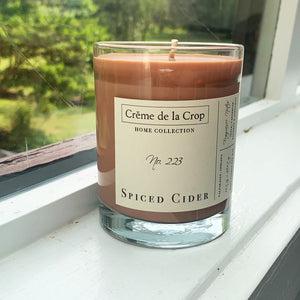 Crème de la Crop
HOME COLLECTION
No. 223
SPICED CIDER